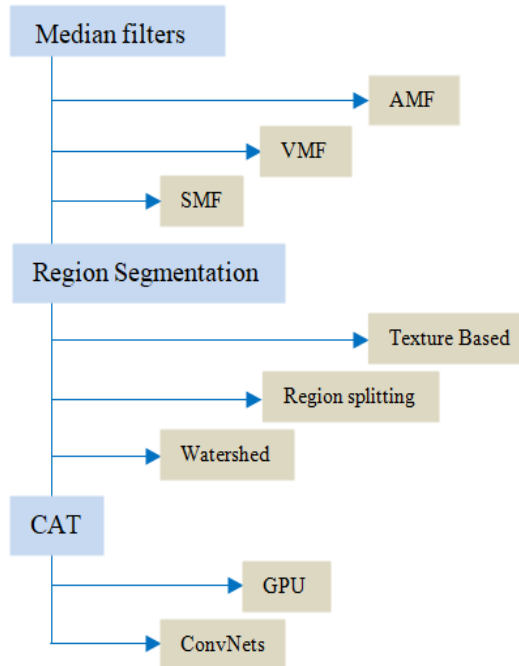 Median filters
AMF
VMF
SMF
Region Segmentation
Texture Based
Region splitting
Watershed
CAT
GPU
ConvNets